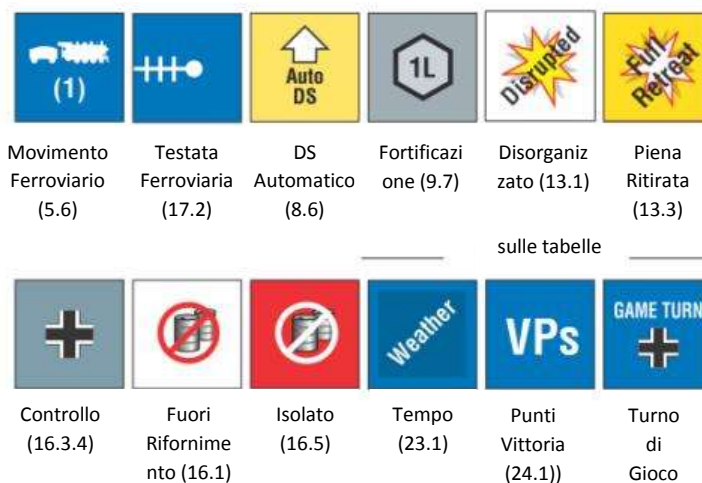 (1)
Auto
DS
1L
Disrupted
Full
Retreat
Movimento
Ferroviario
(5.6)
Testata
Ferroviaria
(17.2)
DS
Automatico
(8.6)
Fortificazi
one (9.7)
Disorganiz
zato (13.1)
Piena
Ritirata
(13.3)
sulle tabelle
Weather
VPs
GAME TURN
Controllo
(16.3.4)
Fuori
Rifornime
nto (16.1)
Isolato
(16.5)
Tempo
(23.1)
Punti
Vittoria
(24.1))
Turno
di
Gioco